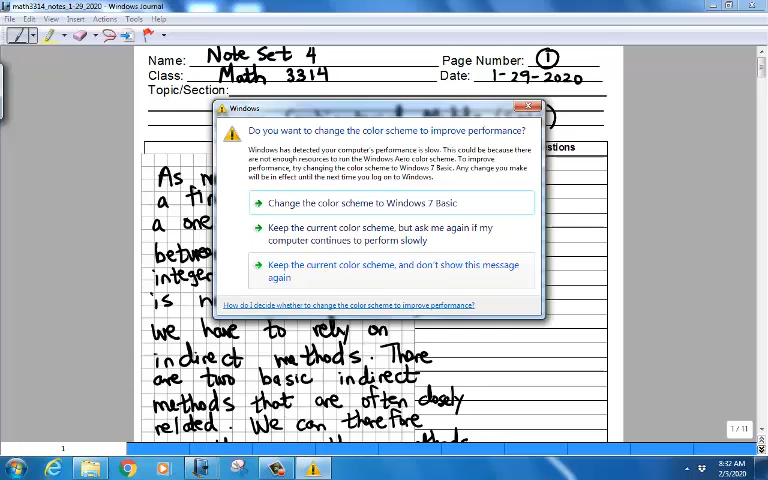 math3314_notes_1-29_2020 - Windows Journal
File Edit View Insert Actions Tools Help
Name: Note Set 4 Page Number: 1
Class: Math 3314 Date: 1-29-2020
Topic/Section:
Windows
Do you want to change the color scheme to improve performance?
Windows has detected your computer's performance is slow. This could be because there
are not enough resources to run the Windows Aero color scheme. To improve
performance, try changing the color scheme to Windows 7 Basic. Any change you make
will be in effect until the next time you log on to Windows.
Change the color scheme to Windows 7 Basic
Keep the current color scheme, but ask me again if my
computer continues to perform slowly
Keep the current color scheme, and don't show this message
again
How do I decide whether to change the color scheme to improve performance?
As
a
a one
between
is
we have to rely on
indirect methods. There
are two basic indirect
methods that are often closely
related. We can therefore
1 / 11
1
8:32 AM
2/3/2020